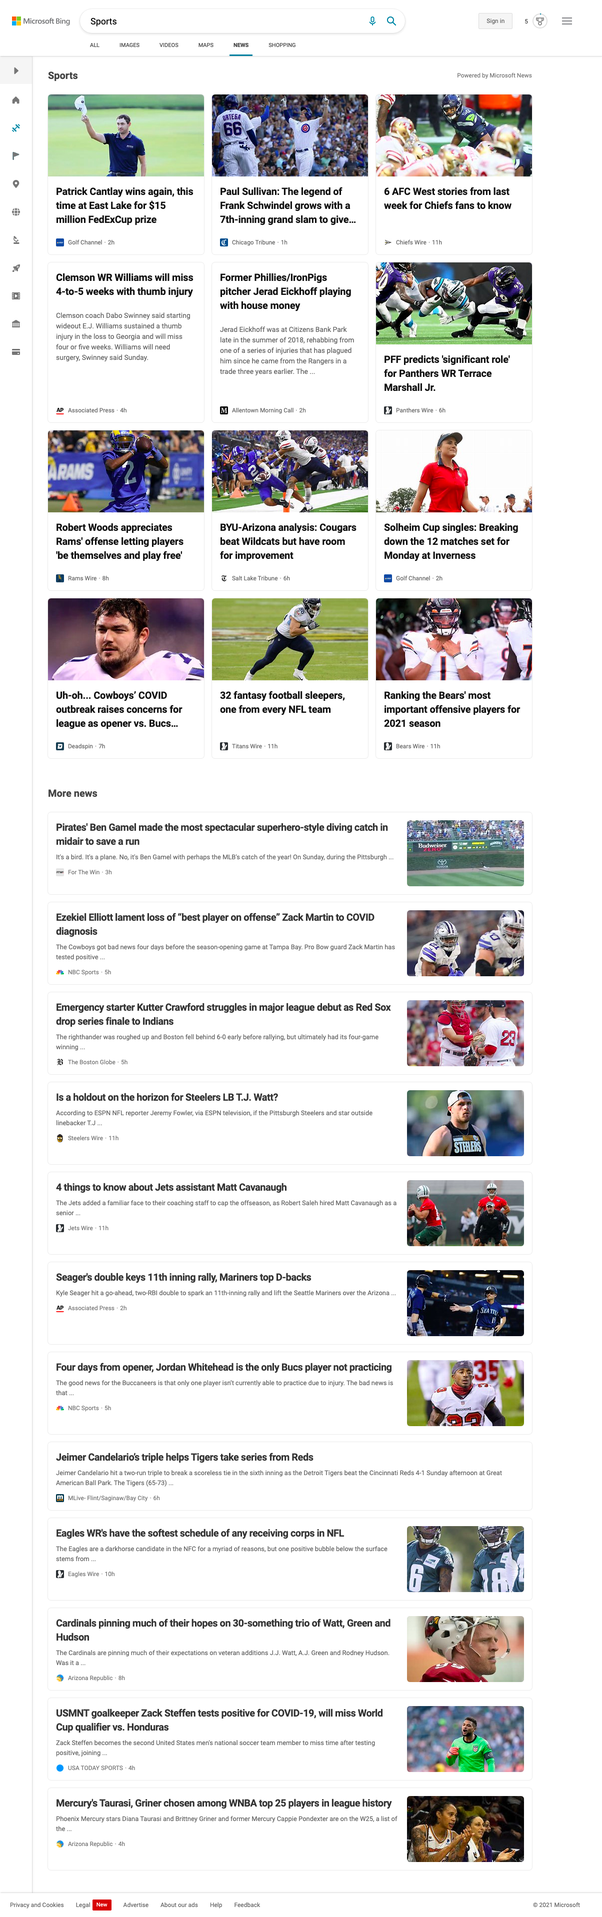 Microsoft Bing
Sports
Sign in
5
ALL
IMAGES
VIDEOS
MAPS
NEWS
SHOPPING
Sports
Powered by Microsoft News
ORTEGA
66
Patrick Cantlay wins again, this
time at East Lake for $15
million FedExCup prize
Golf Channel · 2h
Paul Sullivan: The legend of
Frank Schwindel grows with a
7th-inning grand slam to give...
Chicago Tribune · 1h
6 AFC West stories from last
week for Chiefs fans to know
Chiefs Wire · 11h
Clemson WR Williams will miss
4-to-5 weeks with thumb injury
Clemson coach Dabo Swinney said starting
wideout E.J. Williams sustained a thumb
injury in the loss to Georgia and will miss
four or five weeks. Williams will need
surgery, Swinney said Sunday.
AP
Associated Press · 4h
Former Phillies/IronPigs
pitcher Jerad Eickhoff playing
with house money
Jerad Eickhoff was at Citizens Bank Park
late in the summer of 2018, rehabbing from
one of a series of injuries that has plagued
him since he came from the Rangers in a
trade three years earlier. The ...
Allentown Morning Call · 2h
PFF predicts 'significant role'
for Panthers WR Terrace
Marshall Jr.
Panthers Wire · 6h
RAMS
2
Robert Woods appreciates
Rams' offense letting players
'be themselves and play free'
Rams Wire · 8h
BYU-Arizona analysis: Cougars
beat Wildcats but have room
for improvement
Salt Lake Tribune · 6h
Solheim Cup singles: Breaking
down the 12 matches set for
Monday at Inverness
Golf Channel · 2h
Uh-oh... Cowboys' COVID
outbreak raises concerns for
league as opener vs. Bucs...
Deadspin · 7h
32 fantasy football sleepers,
one from every NFL team
Titans Wire · 11h
1
Ranking the Bears' most
important offensive players for
2021 season
Bears Wire · 11h
More news
Pirates' Ben Gamel made the most spectacular superhero-style diving catch in
midair to save a run
It's a bird. It's a plane. No, it's Ben Gamel with perhaps the MLB's catch of the year! On Sunday, during the Pittsburgh ...
For The Win · 3h
Budweiser
Ezekiel Elliott lament loss of "best player on offense" Zack Martin to COVID
diagnosis
The Cowboys got bad news four days before the season-opening game at Tampa Bay. Pro Bow guard Zack Martin has
tested positive ...
NBC Sports · 5h
Emergency starter Kutter Crawford struggles in major league debut as Red Sox
drop series finale to Indians
The righthander was roughed up and Boston fell behind 6-0 early before rallying, but ultimately had its four-game
winning ...
The Boston Globe · 5h
23
Is a holdout on the horizon for Steelers LB T.J. Watt?
According to ESPN NFL reporter Jeremy Fowler, via ESPN television, if the Pittsburgh Steelers and star outside
linebacker T.J ...
Steelers Wire · 11h
STEELERS
4 things to know about Jets assistant Matt Cavanaugh
The Jets added a familiar face to their coaching staff to cap the offseason, as Robert Saleh hired Matt Cavanaugh as a
senior ...
Jets Wire · 11h
Seager's double keys 11th inning rally, Mariners top D-backs
Kyle Seager hit a go-ahead, two-RBI double to spark an 11th-inning rally and lift the Seattle Mariners over the Arizona ...
AP
Associated Press · 2h
SEATTLE
Four days from opener, Jordan Whitehead is the only Bucs player not practicing
The good news for the Buccaneers is that only one player isn't currently able to practice due to injury. The bad news is
that ...
NBC Sports · 5h
35
33
Jeimer Candelario's triple helps Tigers take series from Reds
Jeimer Candelario hit a two-run triple to break a scoreless tie in the sixth inning as the Detroit Tigers beat the Cincinnati Reds 4-1 Sunday afternoon at Great
American Ball Park. The Tigers (65-73) ...
MLive- Flint/Saginaw/Bay City · 6h
Eagles WR's have the softest schedule of any receiving corps in NFL
The Eagles are a darkhorse candidate in the NFC for a myriad of reasons, but one positive bubble below the surface
stems from ...
Eagles Wire · 10h
6
18
Cardinals pinning much of their hopes on 30-something trio of Watt, Green and
Hudson
The Cardinals are pinning much of their expectations on veteran additions J.J. Watt, A.J. Green and Rodney Hudson.
Was it a ...
Arizona Republic · 8h
USMNT goalkeeper Zack Steffen tests positive for COVID-19, will miss World
Cup qualifier vs. Honduras
Zack Steffen becomes the second United States men's national soccer team member to miss time after testing
positive, joining ...
USA TODAY SPORTS · 4h
Mercury's Taurasi, Griner chosen among WNBA top 25 players in league history
Phoenix Mercury stars Diana Taurasi and Brittney Griner and former Mercury Cappie Pondexter are on the W25, a list of
the ...
Arizona Republic · 4h
Privacy and Cookies
Legal
New
Advertise
About our ads
Help
Feedback
© 2021 Microsoft